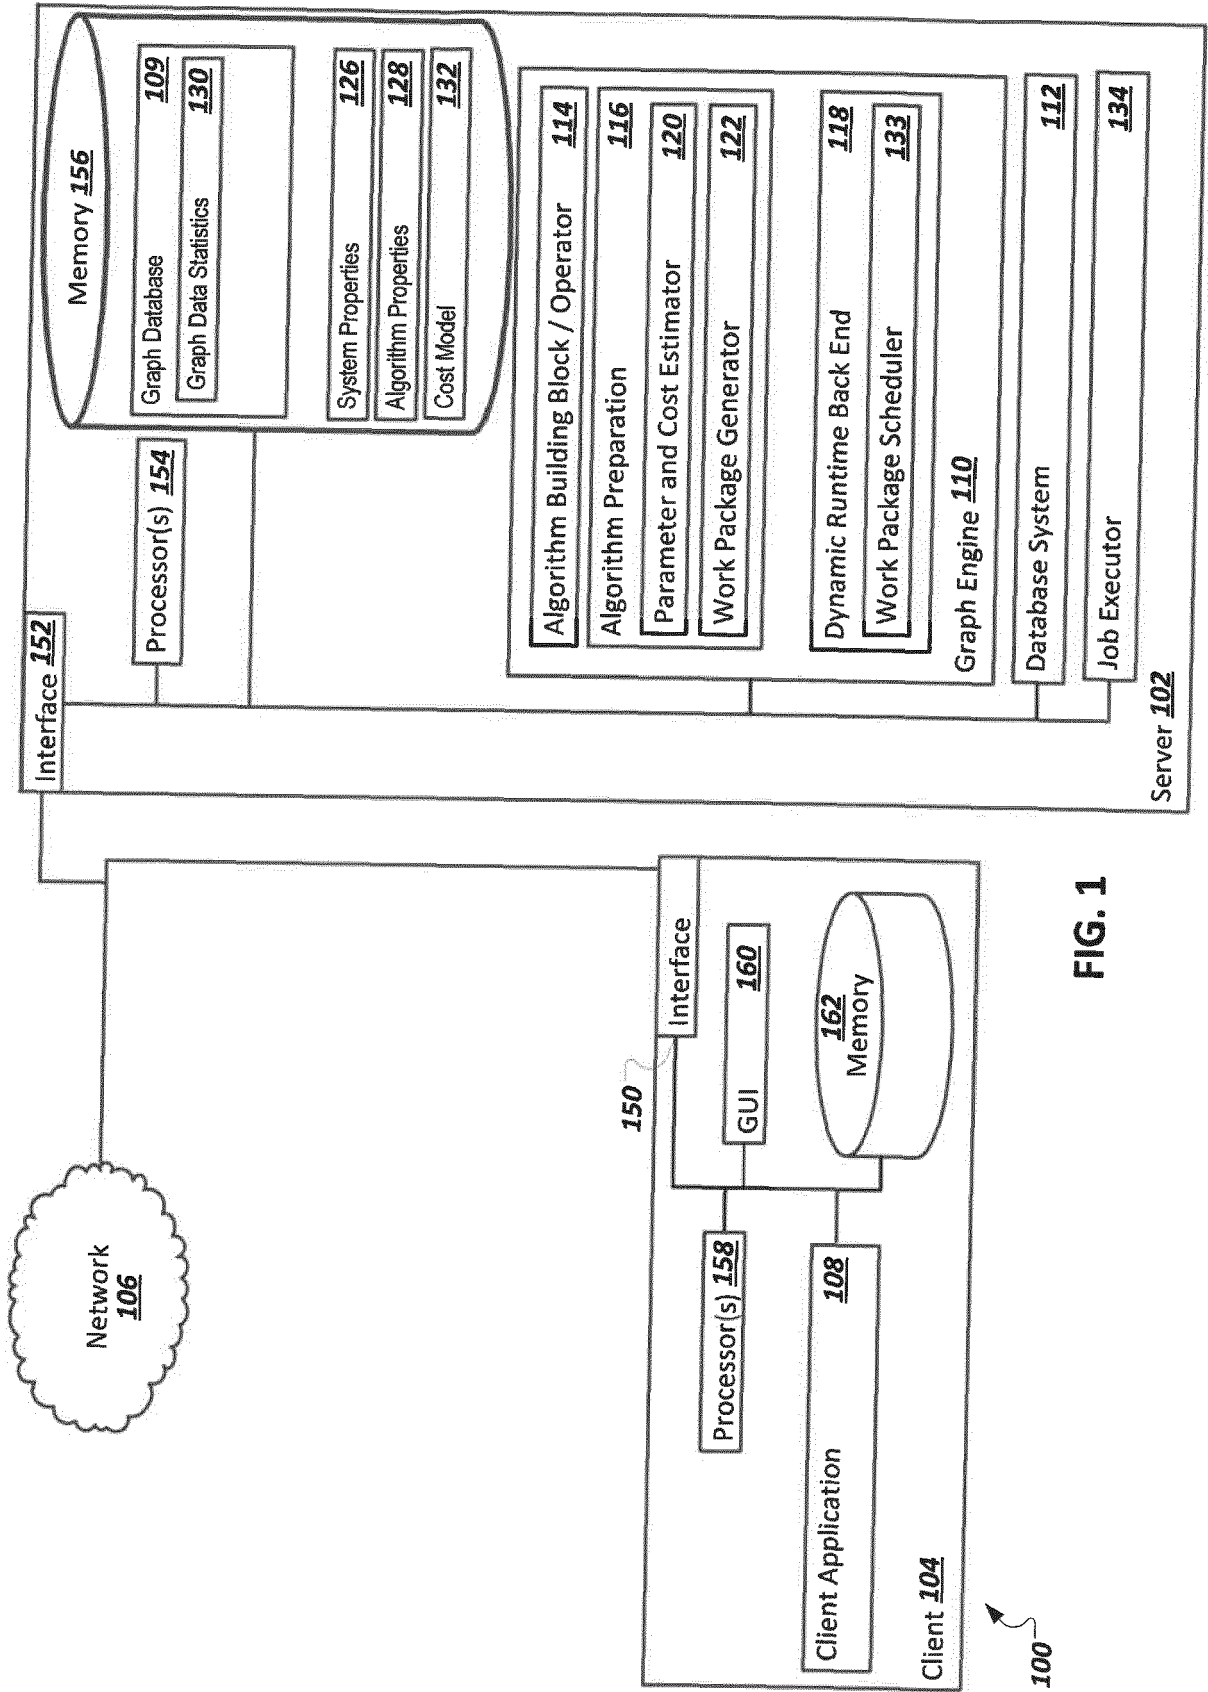 Network
106
Interface 152
Processor(s) 154
Memory 156
Graph Database 109
Graph Data Statistics 130
System Properties 126
Algorithm Properties 128
Cost Model 132
Algorithm Building Block / Operator 114
Algorithm Preparation 116
Parameter and Cost Estimator 120
Work Package Generator 122
Dynamic Runtime Back End 118
Work Package Scheduler 133
Graph Engine 110
Database System 112
Job Executor 134
Server 102
150
Interface
Processor(s) 158
GUI 160
162
Memory
Client Application 108
Client 104
100
FIG. 1